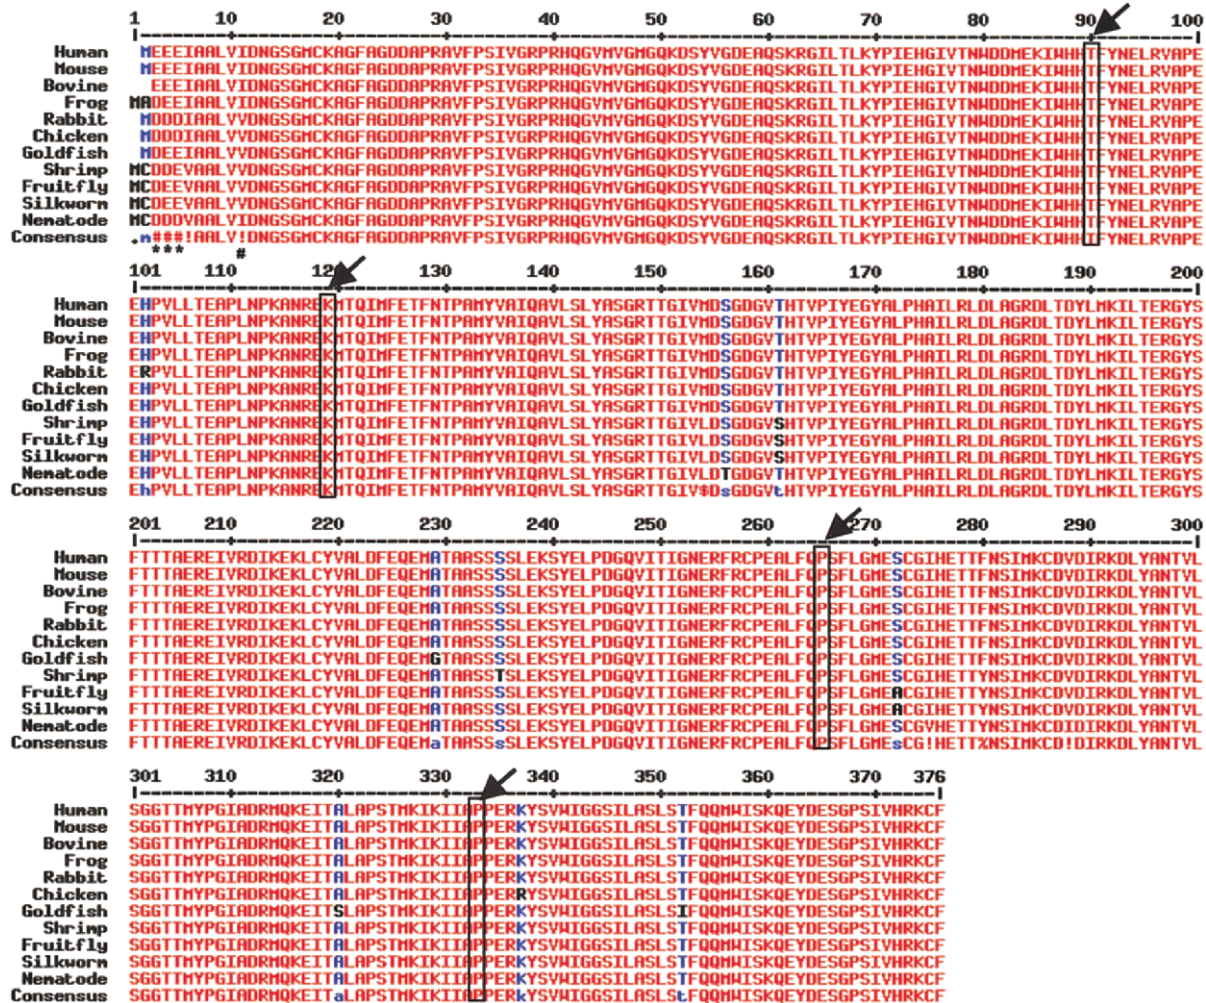 1 10 20 30 40 50 60 70 80 90 100
Human MEEEIAALVIDNGSGMCKAGFAGDDAPRAVFPSIVGRPRHQGVMVGMGQKDSYVGDEAQSKRGILTLKYPIEHGIVTNWDDMEKIWHHTFYNELRVAPE
Mouse MEEEIAALVIDNGSGMCKAGFAGDDAPRAVFPSIVGRPRHQGVMVGMGQKDSYVGDEAQSKRGILTLKYPIEHGIVTNWDDMEKIWHHTFYNELRVAPE
Bovine EEEIAALVIDNGSGMCKAGFAGDDAPRAVFPSIVGRPRHQGVMVGMGQKDSYVGDEAQSKRGILTLKYPIEHGIVTNWDDMEKIWHHTFYNELRVAPE
Frog MADEEIAALVVDNGSGMCKAGFAGDDAPRAVFPSIVGRPRHQGVMVGMGQKDSYVGDEAQSKRGILTLKYPIEHGIVTNWDDMEKIWHHTFYNELRVAPE
Rabbit MDDDIAALVVDNGSGMCKAGFAGDDAPRAVFPSIVGRPRHQGVMVGMGQKDSYVGDEAQSKRGILTLKYPIEHGIVTNWDDMEKIWHHTFYNELRVAPE
Chicken MDDDIAALVVDNGSGMCKAGFAGDDAPRAVFPSIVGRPRHQGVMVGMGQKDSYVGDEAQSKRGILTLKYPIEHGIVTNWDDMEKIWHHTFYNELRVAPE
Goldfish MDEEIAALVVDNGSGMCKAGFAGDDAPRAVFPSIVGRPRHQGVMVGMGQKDSYVGDEAQSKRGILTLKYPIEHGIVTNWDDMEKIWHHTFYNELRVAPE
Shrimp MCDDEVAALVVDNGSGMCKAGFAGDDAPRAVFPSIVGRPRHQGVMVGMGQKDSYVGDEAQSKRGILTLKYPIEHGIVTNWDDMEKIWHHTFYNELRVAPE
Fruitfly MCDEEVAALVVDNGSGMCKAGFAGDDAPRAVFPSIVGRPRHQGVMVGMGQKDSYVGDEAQSKRGILTLKYPIEHGIVTNWDDMEKIWHHTFYNELRVAPE
Silkworm MCDEEVAALVVDNGSGMCKAGFAGDDAPRAVFPSIVGRPRHQGVMVGMGQKDSYVGDEAQSKRGILTLKYPIEHGIVTNWDDMEKIWHHTFYNELRVAPE
Nematode MCDDDVAALVIDNGSGMCKAGFAGDDAPRAVFPSIVGRPRHQGVMVGMGQKDSYVGDEAQSKRGILTLKYPIEHGIVTNWDDMEKIWHHTFYNELRVAPE
Consensus .m###!AALV!DNGSGMCKAGFAGDDAPRAVFPSIVGRPRHQGVMVGMGQKDSYVGDEAQSKRGILTLKYPIEHGIVTNWDDMEKIWHHTFYNELRVAPE
*** #
101 110 120 130 140 150 160 170 180 190 200
Human EHPVLLTEAPLNPKANREKMTQIMFETFNTPAMYVAIQAVLSLYASGRTTGIVMDSGDGVTHTVPIYEGYALPHAILRLDLAGRDLTDYLMKILTERGYS
Mouse EHPVLLTEAPLNPKANREKMTQIMFETFNTPAMYVAIQAVLSLYASGRTTGIVMDSGDGVTHTVPIYEGYALPHAILRLDLAGRDLTDYLMKILTERGYS
Bovine EHPVLLTEAPLNPKANREKMTQIMFETFNTPAMYVAIQAVLSLYASGRTTGIVMDSGDGVTHTVPIYEGYALPHAILRLDLAGRDLTDYLMKILTERGYS
Frog EHPVLLTEAPLNPKANREKMTQIMFETFNTPAMYVAIQAVLSLYASGRTTGIVMDSGDGVTHTVPIYEGYALPHAILRLDLAGRDLTDYLMKILTERGYS
Rabbit ERPVLLTEAPLNPKANREKMTQIMFETFNTPAMYVAIQAVLSLYASGRTTGIVMDSGDGVTHTVPIYEGYALPHAILRLDLAGRDLTDYLMKILTERGYS
Chicken EHPVLLTEAPLNPKANREKMTQIMFETFNTPAMYVAIQAVLSLYASGRTTGIVMDSGDGVTHTVPIYEGYALPHAILRLDLAGRDLTDYLMKILTERGYS
Goldfish EHPVLLTEAPLNPKANREKMTQIMFETFNTPAMYVAIQAVLSLYASGRTTGIVMDSGDGVTHTVPIYEGYALPHAILRLDLAGRDLTDYLMKILTERGYS
Shrimp EHPVLLTEAPLNPKANREKMTQIMFETFNTPAMYVAIQAVLSLYASGRTTGIVLDSGDGVSHTVPIYEGYALPHAILRLDLAGRDLTDYLMKILTERGYS
Fruitfly EHPVLLTEAPLNPKANREKMTQIMFETFNTPAMYVAIQAVLSLYASGRTTGIVLDSGDGVSHTVPIYEGYALPHAILRLDLAGRDLTDYLMKILTERGYS
Silkworm EHPVLLTEAPLNPKANREKMTQIMFETFNTPAMYVAIQAVLSLYASGRTTGIVLDSGDGVSHTVPIYEGYALPHAILRLDLAGRDLTDYLMKILTERGYS
Nematode EHPVLLTEAPLNPKANREKMTQIMFETFNTPAMYVAIQAVLSLYASGRTTGIVLDTGDGVTHTVPIYEGYALPHAILRLDLAGRDLTDYLMKILTERGYS
Consensus EhPVLLTEAPLNPKANREKMTQIMFETFNTPAMYVAIQAVLSLYASGRTTGIV$DsGDGVtHTVPIYEGYALPHAILRLDLAGRDLTDYLMKILTERGYS
201 210 220 230 240 250 260 270 280 290 300
Human FTTTAEREIVRDIKEKLCYVALDFEQEMATAASSSSLEKSYELPDGQVITIGNERFRCPEALFQPSFLGMESCGIHETTFNSIMKCDVDIRKDLYANTVL
Mouse FTTTAEREIVRDIKEKLCYVALDFEQEMATAASSSSLEKSYELPDGQVITIGNERFRCPEALFQPSFLGMESCGIHETTFNSIMKCDVDIRKDLYANTVL
Bovine FTTTAEREIVRDIKEKLCYVALDFEQEMATAASSSSLEKSYELPDGQVITIGNERFRCPEALFQPSFLGMESCGIHETTFNSIMKCDVDIRKDLYANTVL
Frog FTTTAEREIVRDIKEKLCYVALDFEQEMATAASSSSLEKSYELPDGQVITIGNERFRCPEALFQPSFLGMESCGIHETTFNSIMKCDVDIRKDLYANTVL
Rabbit FTTTAEREIVRDIKEKLCYVALDFEQEMATAASSSSLEKSYELPDGQVITIGNERFRCPEALFQPSFLGMESCGIHETTFNSIMKCDVDIRKDLYANTVL
Chicken FTTTAEREIVRDIKEKLCYVALDFEQEMATAASSSSLEKSYELPDGQVITIGNERFRCPEALFQPSFLGMESCGIHETTFNSIMKCDVDIRKDLYANTVL
Goldfish FTTTAEREIVRDIKEKLCYVALDFEQEMGTAASSSSLEKSYELPDGQVITIGNERFRCPEALFQPSFLGMESCGIHETTFNSIMKCDVDIRKDLYANTVL
Shrimp FTTTAEREIVRDIKEKLCYVALDFEQEMATAASSTSLEKSYELPDGQVITIGNERFRCPEALFQPSFLGMESCGIHETTFNSIMKCDVDIRKDLYANTVL
Fruitfly FTTTAEREIVRDIKEKLCYVALDFEQEMATAASSSSLEKSYELPDGQVITIGNERFRCPEALFQPSFLGMEACGIHETTYNSIMKCDVDIRKDLYANTVL
Silkworm FTTTAEREIVRDIKEKLCYVALDFEQEMATAASSSSLEKSYELPDGQVITIGNERFRCPEALFQPSFLGMEACGIHETTYNSIMKCDVDIRKDLYANTVL
Nematode FTTTAEREIVRDIKEKLCYVALDFEQEMATAASSSSLEKSYELPDGQVITIGNERFRCPEALFQPSFLGMESCGVHETTYNSIMKCDVDIRKDLYANTVL
Consensus FTTTAEREIVRDIKEKLCYVALDFEQEMaTAASSsSLEKSYELPDGQVITIGNERFRCPEALFQPSFLGMEsCG!HETT%NSIMKCD!DIRKDLYANTVL
301 310 320 330 340 350 360 370 376
Human SGGTTMYPGIADRMQKEITALAPSTMKIKIIAPPERKYSVWIGGSILASLSTFQQMWISKQEYDESGPSIVHRKCF
Mouse SGGTTMYPGIADRMQKEITALAPSTMKIKIIAPPERKYSVWIGGSILASLSTFQQMWISKQEYDESGPSIVHRKCF
Bovine SGGTTMYPGIADRMQKEITALAPSTMKIKIIAPPERKYSVWIGGSILASLSTFQQMWISKQEYDESGPSIVHRKCF
Frog SGGTTMYPGIADRMQKEITALAPSTMKIKIIAPPERKYSVWIGGSILASLSTFQQMWISKQEYDESGPSIVHRKCF
Rabbit SGGTTMYPGIADRMQKEITALAPSTMKIKIIAPPERKYSVWIGGSILASLSTFQQMWISKQEYDESGPSIVHRKCF
Chicken SGGTTMYPGIADRMQKEITALAPSTMKIKIIAPPERRYSVWIGGSILASLSTFQQMWISKQEYDESGPSIVHRKCF
Goldfish SGGTTMYPGIADRMQKEITSLAPSTMKIKIIAPPERKYSVWIGGSILASLSIFQQMWISKQEYDESGPSIVHRKCF
Shrimp SGGTTMYPGIADRMQKEITALAPSTMKIKIIAPPERKYSVWIGGSILASLSTFQQMWISKQEYDESGPSIVHRKCF
Fruitfly SGGTTMYPGIADRMQKEITALAPSTMKIKIIAPPERKYSVWIGGSILASLSTFQQMWISKQEYDESGPSIVHRKCF
Silkworm SGGTTMYPGIADRMQKEITALAPSTMKIKIIAPPERKYSVWIGGSILASLSTFQQMWISKQEYDESGPSIVHRKCF
Nematode SGGTTMYPGIADRMQKEITALAPSTMKIKIIAPPERKYSVWIGGSILASLSTFQQMWISKQEYDESGPSIVHRKCF
Consensus SGGTTMYPGIADRMQKEITaLAPSTMKIKIIAPPERkYSVWIGGSILASLStFQQMWISKQEYDESGPSIVHRKCF